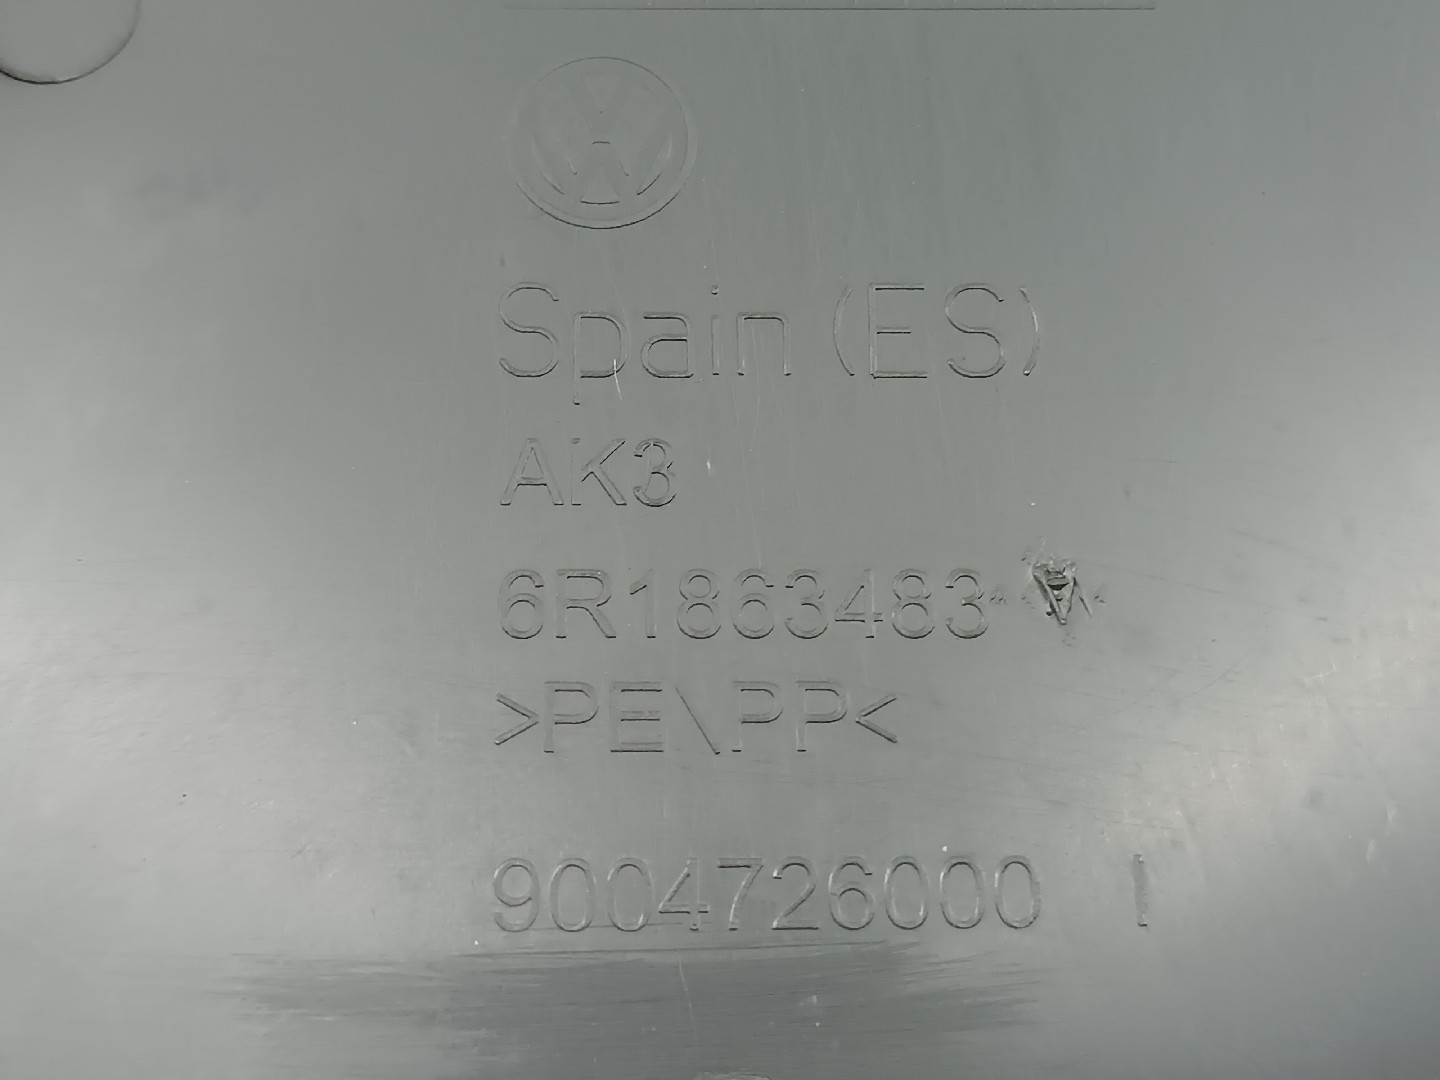 Spain (ES)
AK3
6R1863483
>PE\PP<
9004726000 I